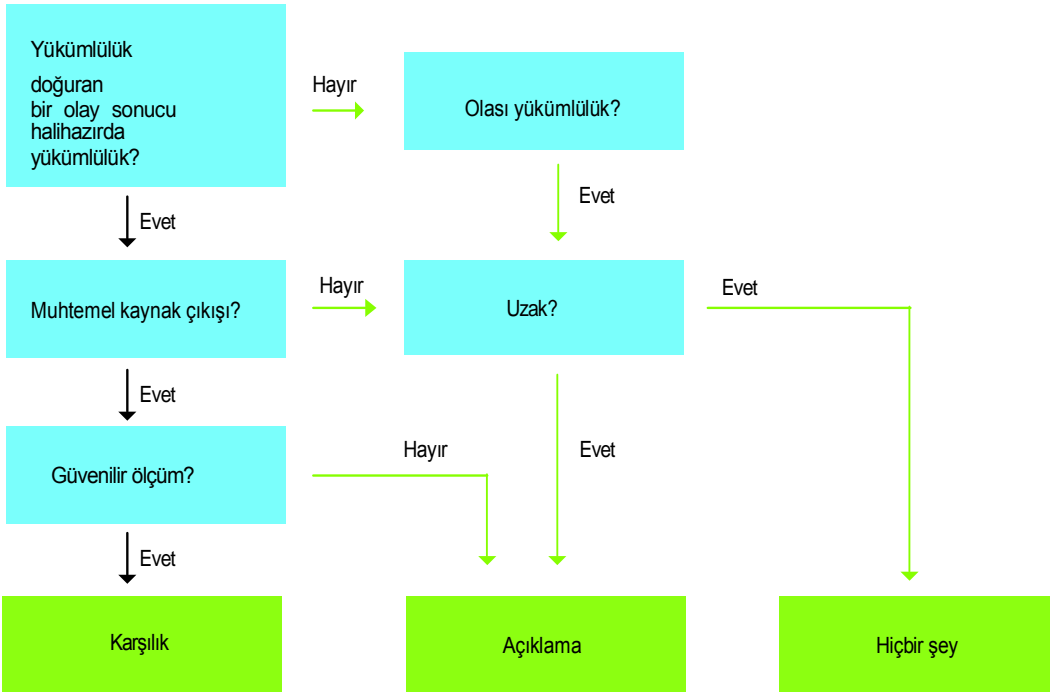 Yükümlülük
doğuran
bir olay sonucu
halihazırda
yükümlülük?
Hayır
Olası yükümlülük?
Evet
Evet
Muhtemel kaynak çıkışı?
Hayır
Uzak?
Evet
Evet
Güvenilir ölçüm?
Hayır
Evet
Evet
Karşılık
Açıklama
Hiçbir şey